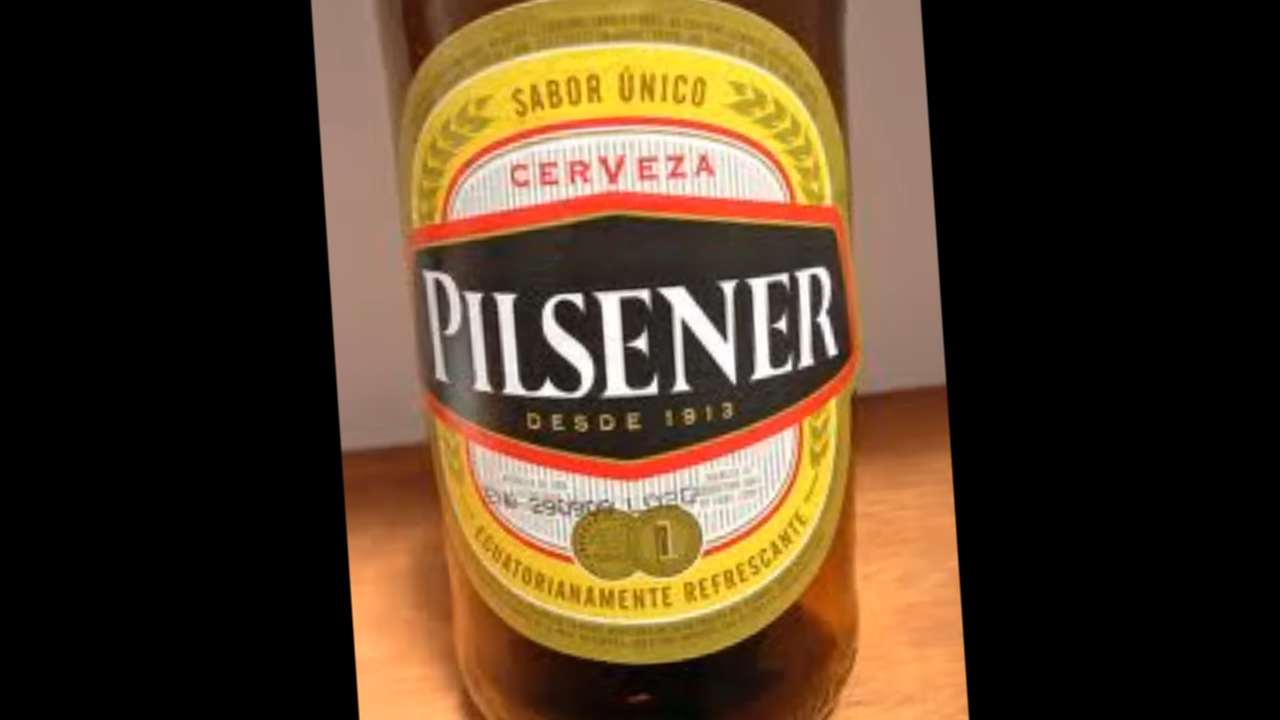 SABOR ÚNICO
CERVEZA
PILSENER
DESDE 1913
ECUATORIANAMENTE REFRESCANTE